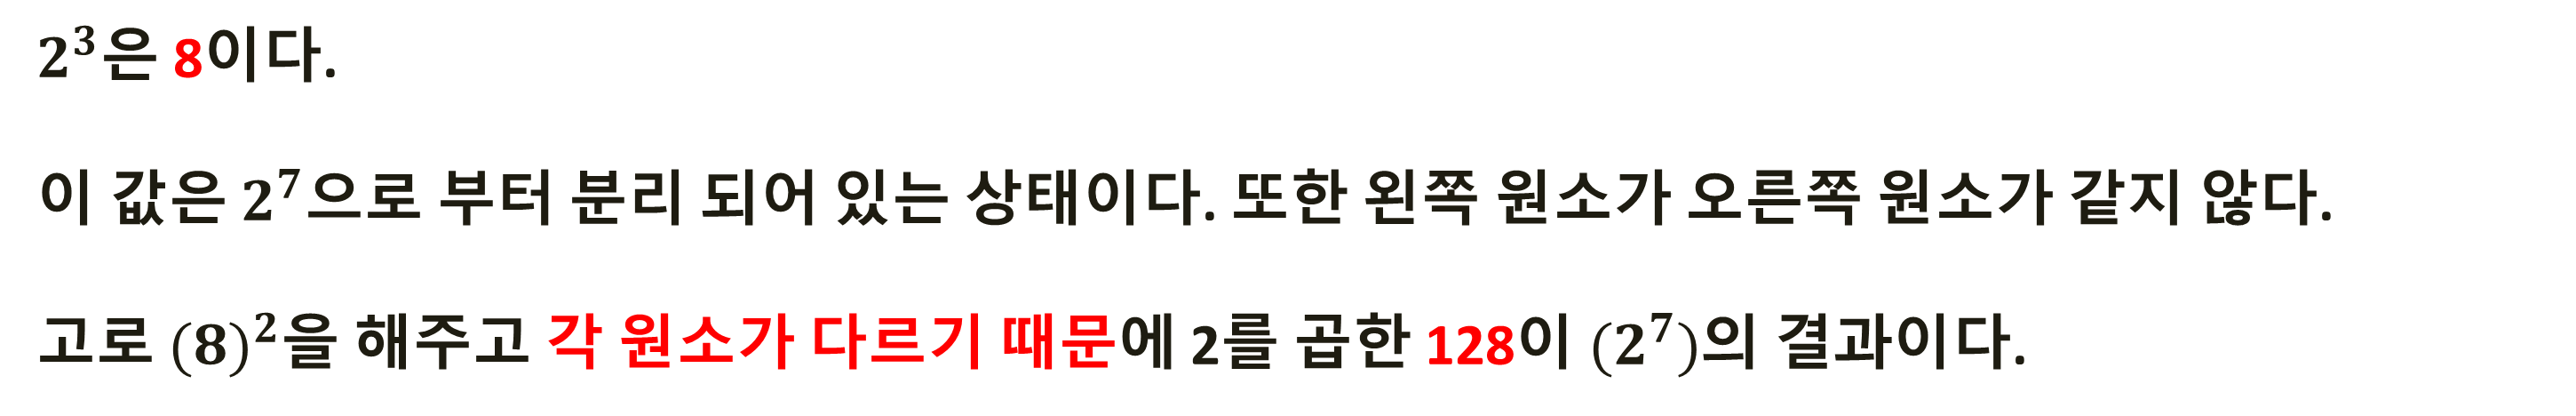 2³은 8이다.
이 값은 2⁷으로 부터 분리 되어 있는 상태이다. 또한 왼쪽 원소가 오른쪽 원소가 같지 않다.
고로 (8)²을 해주고 각 원소가 다르기 때문에 2를 곱한 128이 (2⁷)의 결과이다.